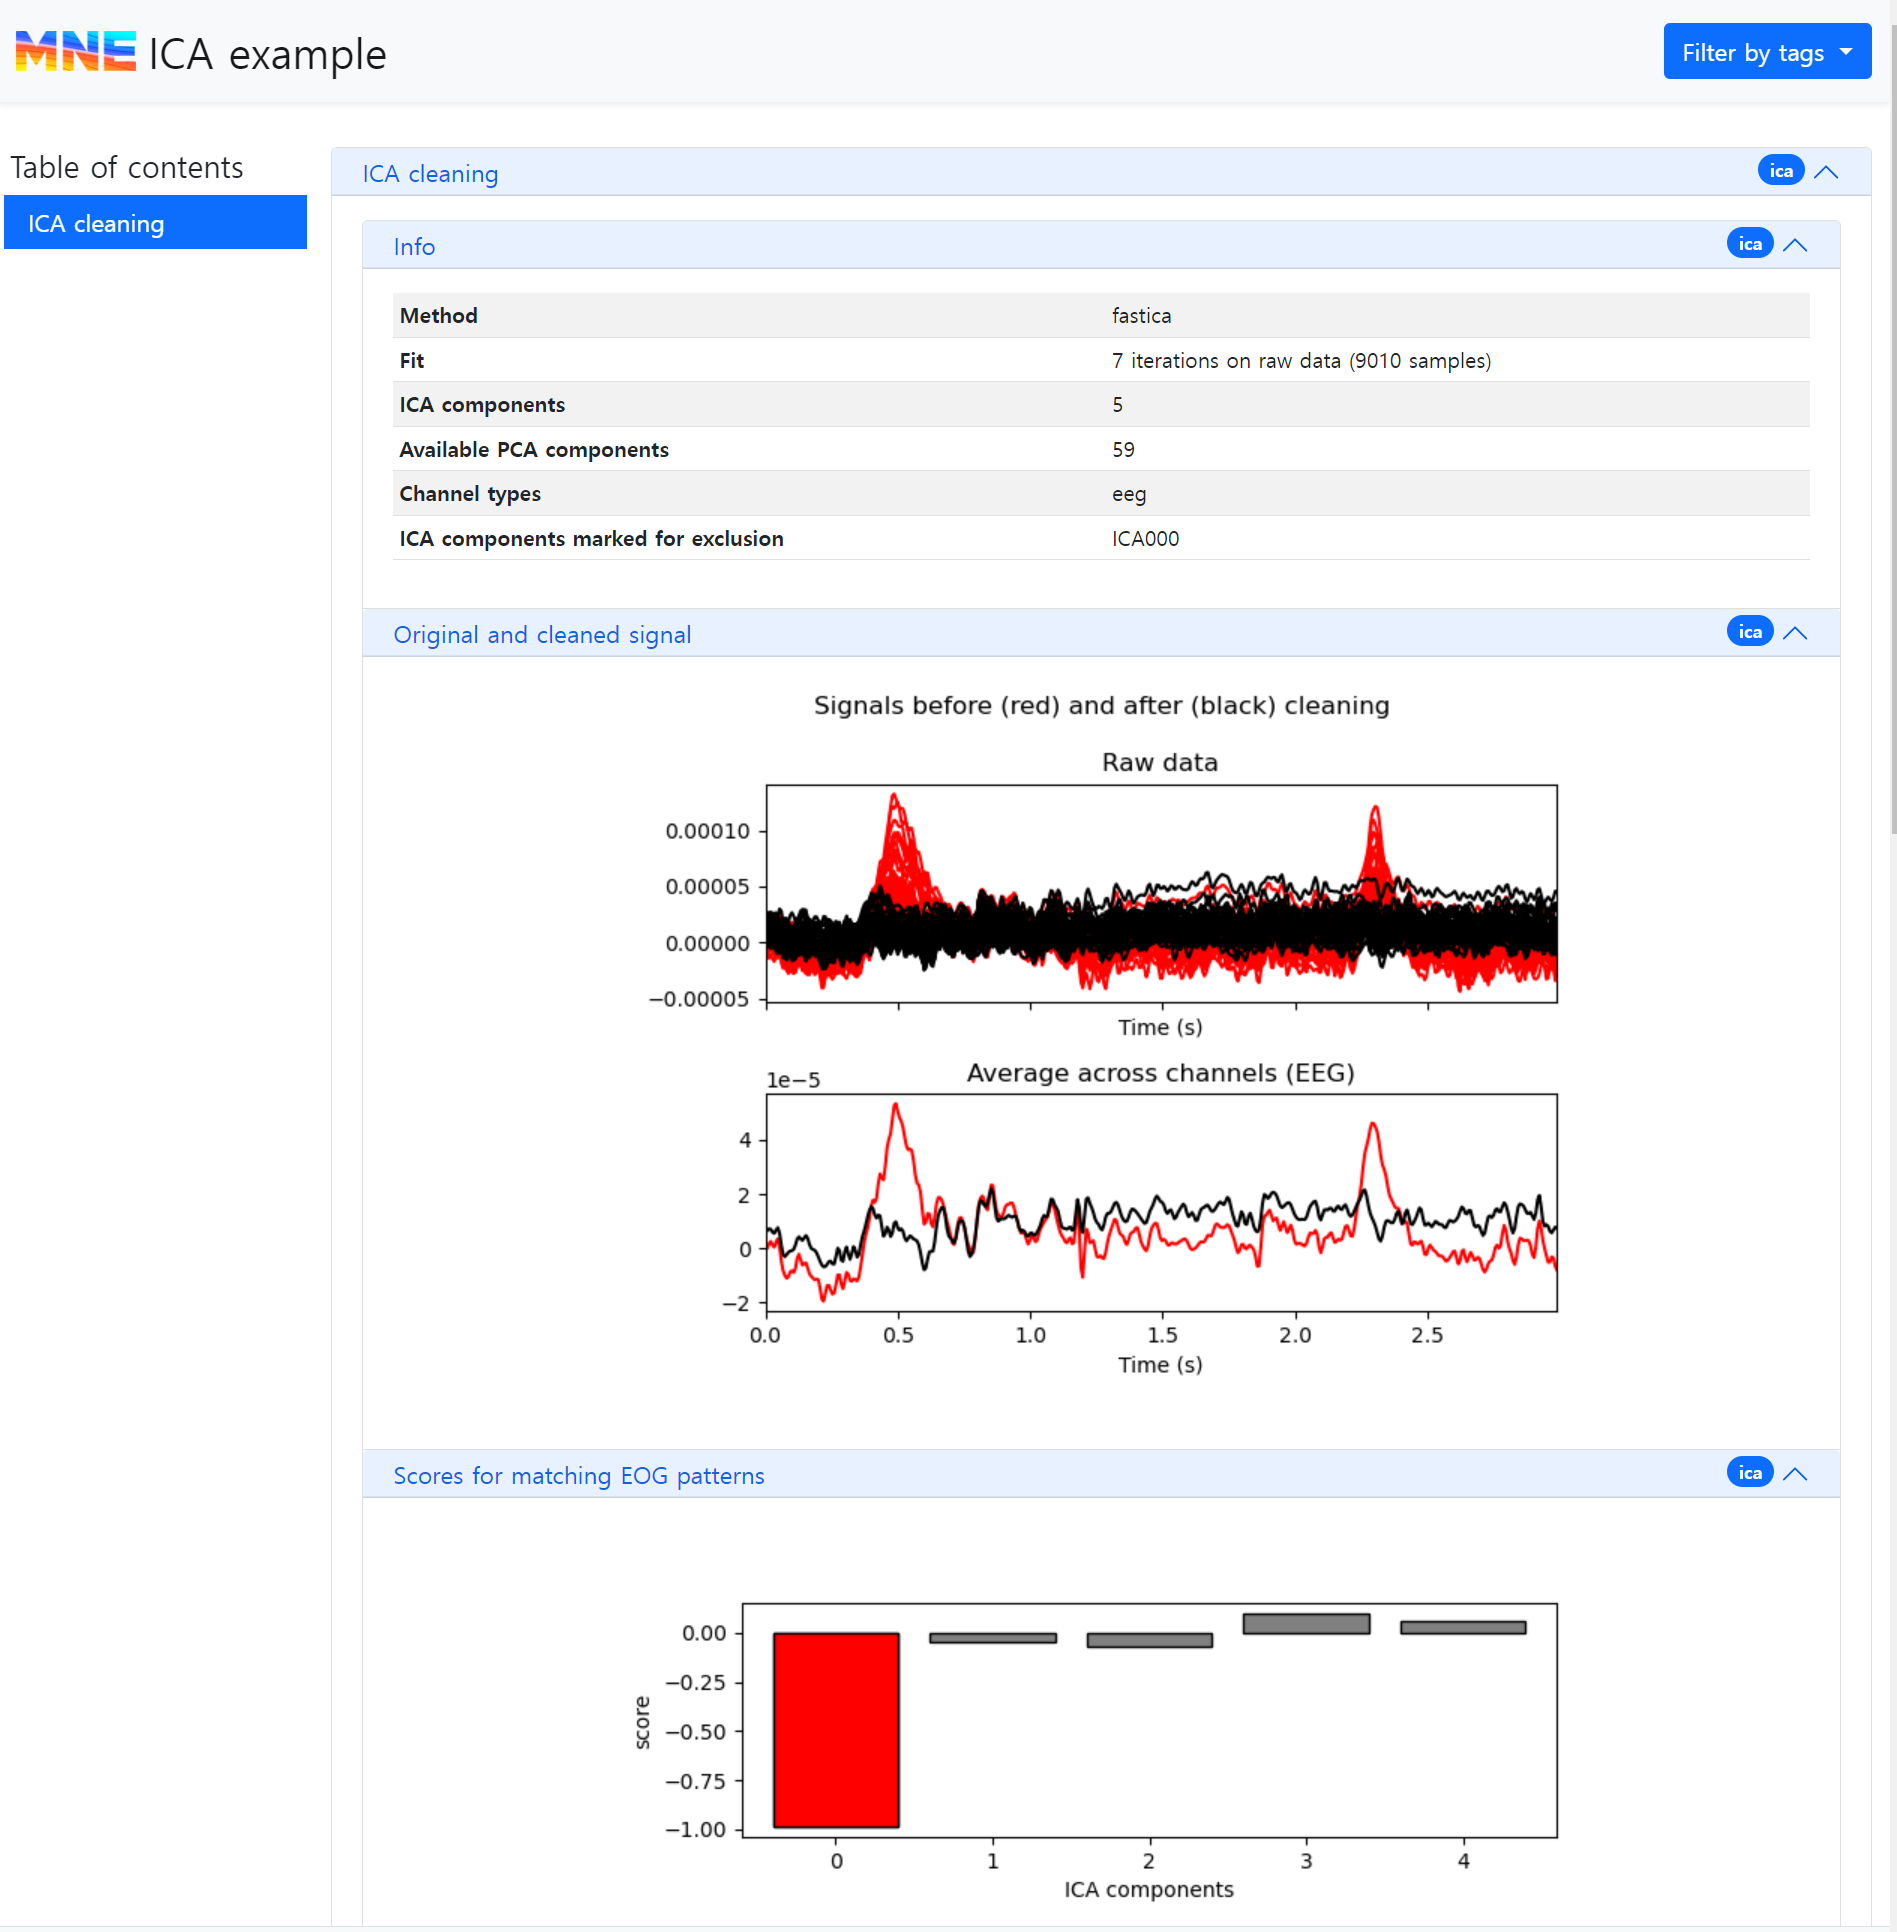 MNE ICA example
Filter by tags
Table of contents
ICA cleaning
ICA cleaning ica
Info ica
Method fastica
Fit 7 iterations on raw data (9010 samples)
ICA components 5
Available PCA components 59
Channel types eeg
ICA components marked for exclusion ICA000
Original and cleaned signal ica
Signals before (red) and after (black) cleaning
Raw data
0.00010
0.00005
0.00000
−0.00005
Time (s)
1e−5
Average across channels (EEG)
4
2
0
−2
0.0 0.5 1.0 1.5 2.0 2.5
Time (s)
Scores for matching EOG patterns ica
0.00
−0.25
−0.50
−0.75
−1.00
score
0 1 2 3 4
ICA components